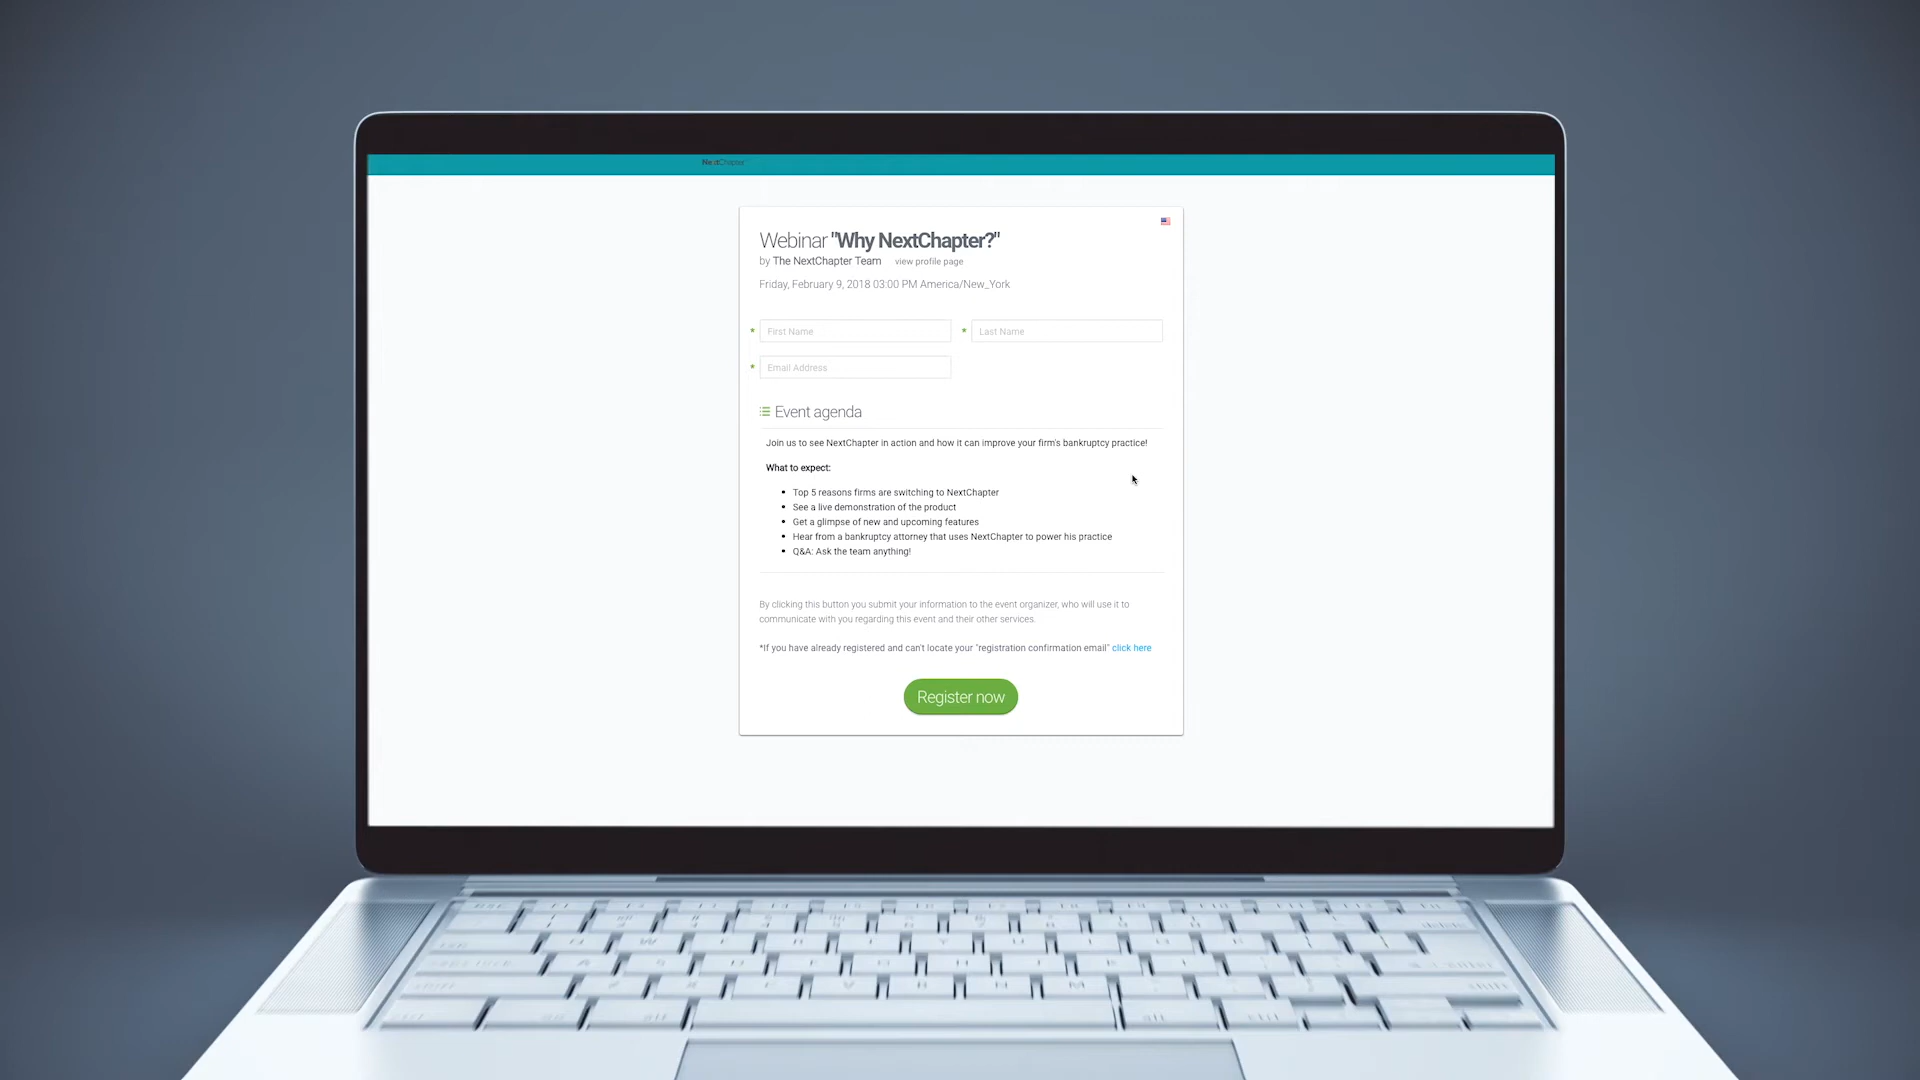 NextChapter
Webinar "Why NextChapter?"
by The NextChapter Team view profile page
Friday, February 9, 2018 03:00 PM America/New_York
* First Name * Last Name
* Email Address
Event agenda
Join us to see NextChapter in action and how it can improve your firm's bankruptcy practice!
What to expect:
• Top 5 reasons firms are switching to NextChapter
• See a live demonstration of the product
• Get a glimpse of new and upcoming features
• Hear from a bankruptcy attorney that uses NextChapter to power his practice
• Q&A: Ask the team anything!
By clicking this button you submit your information to the event organizer, who will use it to
communicate with you regarding this event and their other services.
*If you have already registered and can't locate your "registration confirmation email" click here
Register now